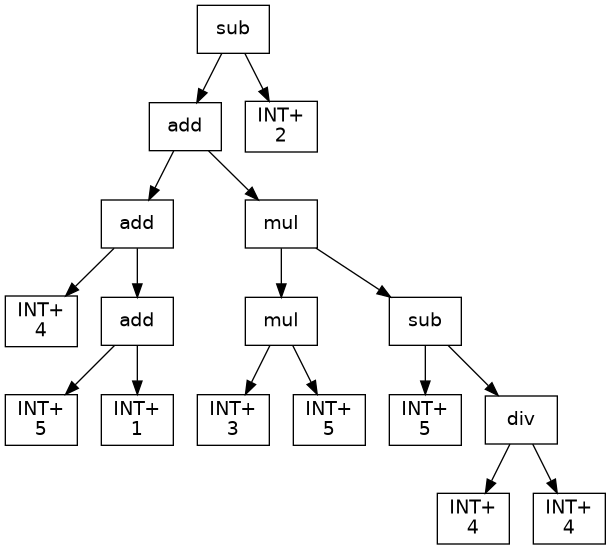 sub
add
INT+
2
add
mul
INT+
4
add
mul
sub
INT+
5
INT+
1
INT+
3
INT+
5
INT+
5
div
INT+
4
INT+
4